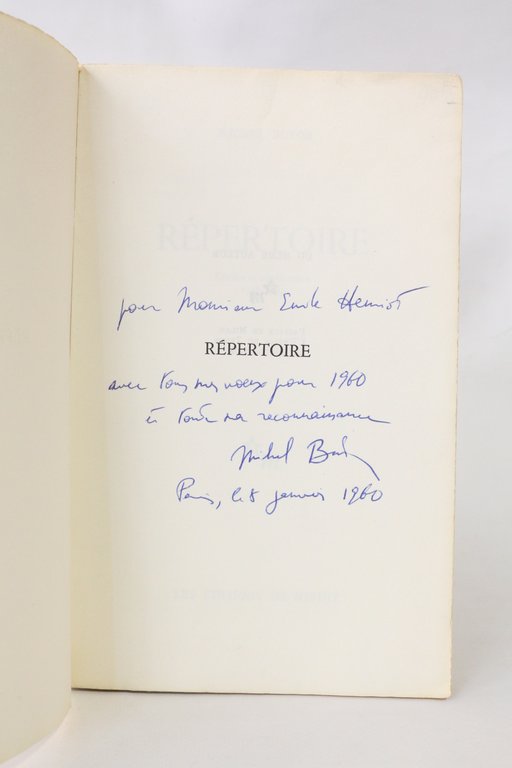 pour Monsieur Emile Henriot
RÉPERTOIRE
avec tous mes voeux pour 1960
et toute ma reconnaissance
Michel Butor
Paris, le 8 janvier 1960